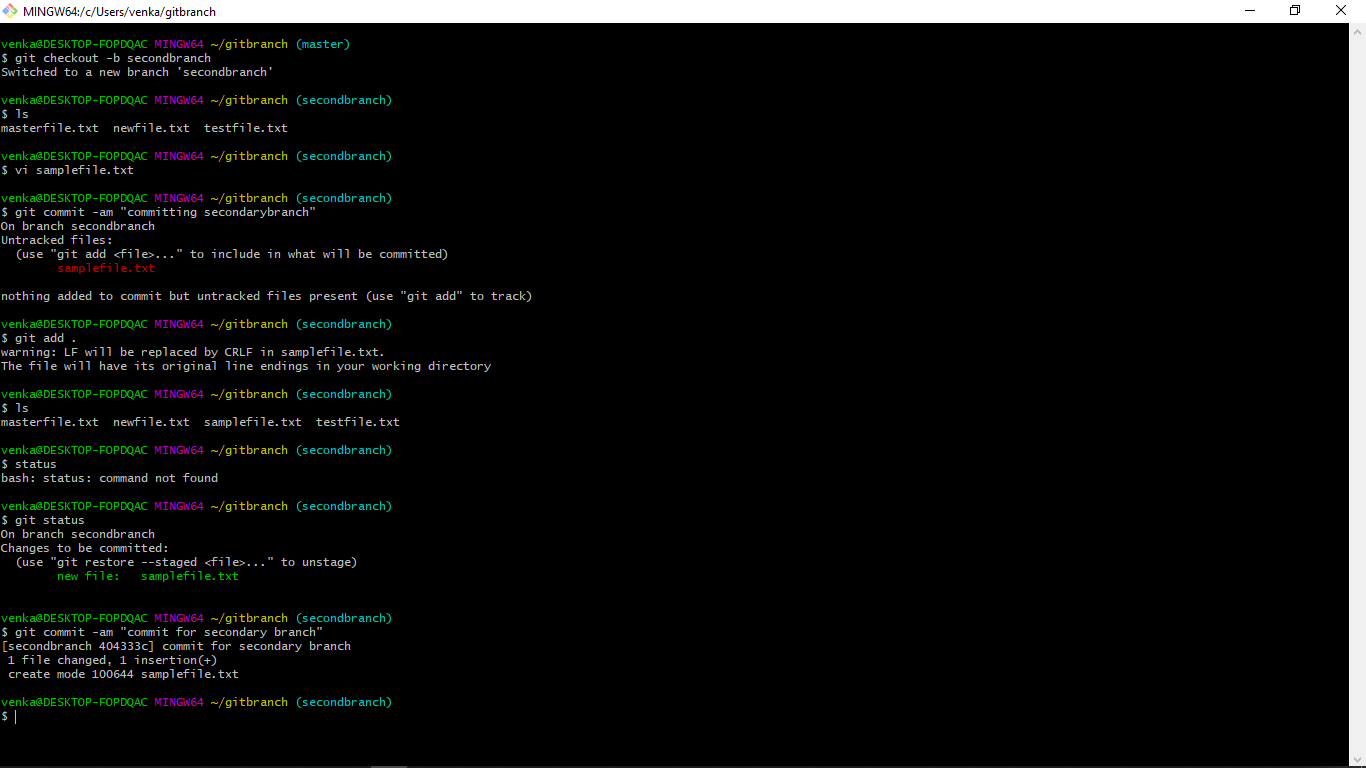 MINGW64:/c/Users/venka/gitbranch
venka@DESKTOP-FOPDQAC MINGW64 ~/gitbranch (master)
$ git checkout -b secondbranch
Switched to a new branch 'secondbranch'
venka@DESKTOP-FOPDQAC MINGW64 ~/gitbranch (secondbranch)
$ ls
masterfile.txt  newfile.txt  testfile.txt
venka@DESKTOP-FOPDQAC MINGW64 ~/gitbranch (secondbranch)
$ vi samplefile.txt
venka@DESKTOP-FOPDQAC MINGW64 ~/gitbranch (secondbranch)
$ git commit -am "committing secondarybranch"
On branch secondbranch
Untracked files:
  (use "git add <file>..." to include in what will be committed)
        samplefile.txt
nothing added to commit but untracked files present (use "git add" to track)
venka@DESKTOP-FOPDQAC MINGW64 ~/gitbranch (secondbranch)
$ git add .
warning: LF will be replaced by CRLF in samplefile.txt.
The file will have its original line endings in your working directory
venka@DESKTOP-FOPDQAC MINGW64 ~/gitbranch (secondbranch)
$ ls
masterfile.txt  newfile.txt  samplefile.txt  testfile.txt
venka@DESKTOP-FOPDQAC MINGW64 ~/gitbranch (secondbranch)
$ status
bash: status: command not found
venka@DESKTOP-FOPDQAC MINGW64 ~/gitbranch (secondbranch)
$ git status
On branch secondbranch
Changes to be committed:
  (use "git restore --staged <file>..." to unstage)
        new file:   samplefile.txt
venka@DESKTOP-FOPDQAC MINGW64 ~/gitbranch (secondbranch)
$ git commit -am "commit for secondary branch"
[secondbranch 404333c] commit for secondary branch
 1 file changed, 1 insertion(+)
 create mode 100644 samplefile.txt
venka@DESKTOP-FOPDQAC MINGW64 ~/gitbranch (secondbranch)
$